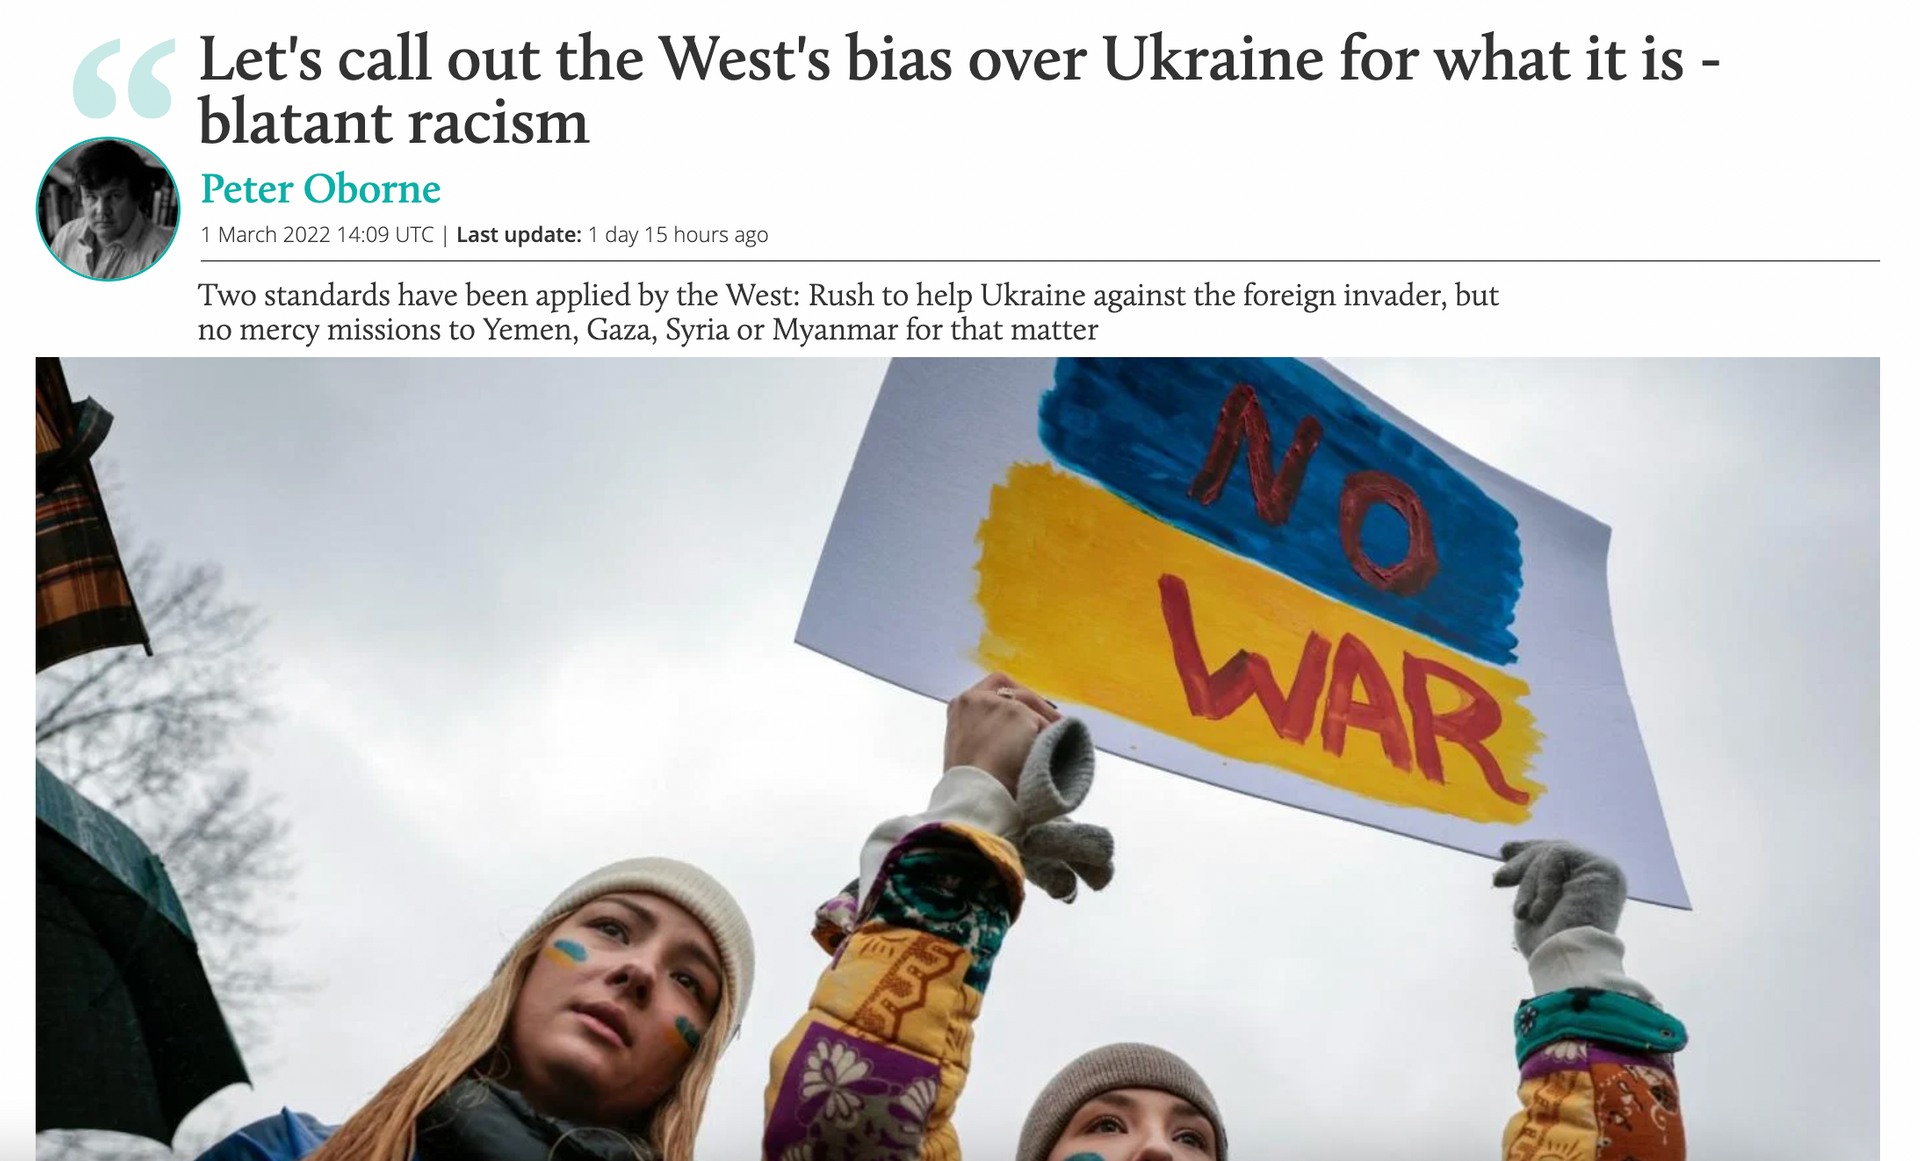 Let's call out the West's bias over Ukraine for what it is -
blatant racism
Peter Oborne
1 March 2022 14:09 UTC | Last update: 1 day 15 hours ago
Two standards have been applied by the West: Rush to help Ukraine against the foreign invader, but
no mercy missions to Yemen, Gaza, Syria or Myanmar for that matter
NO
WAR